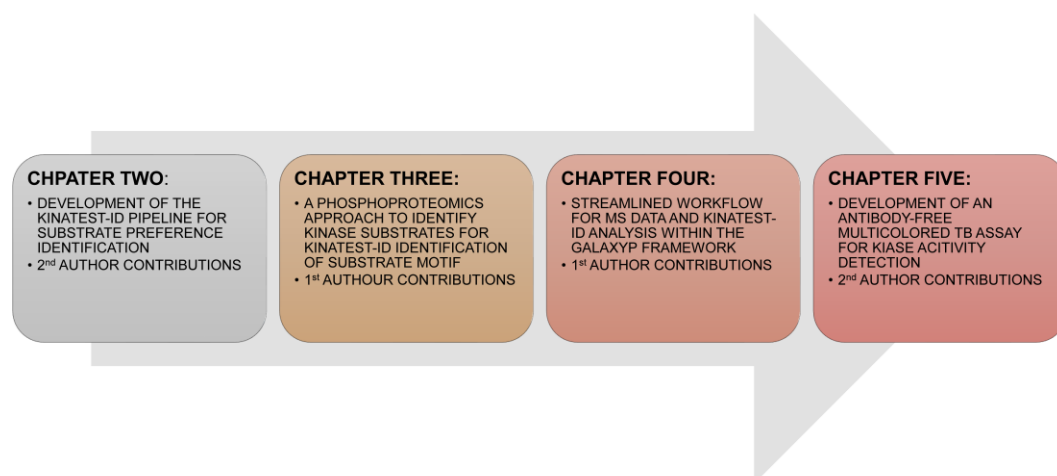 CHPATER TWO:
• DEVELOPMENT OF THE
KINATEST-ID PIPELINE FOR
SUBSTRATE PREFERENCE
IDENTIFICATION
• 2nd AUTHOR CONTRIBUTIONS
CHAPTER THREE:
• A PHOSPHOPROTEOMICS
APPROACH TO IDENTIFY
KINASE SUBSTRATES FOR
KINATEST-ID IDENTIFICATION
OF SUBSTRATE MOTIF
• 1st AUTHOUR CONTRIBUTIONS
CHAPTER FOUR:
• STREAMLINED WORKFLOW
FOR MS DATA AND KINATEST-
ID ANALYSIS WITHIN THE
GALAXYP FRAMEWORK
• 1st AUTHOR CONTRIBUTIONS
CHAPTER FIVE:
• DEVELOPMENT OF AN
ANTIBODY-FREE
MULTICOLORED TB ASSAY
FOR KIASE ACITIVITY
DETECTION
• 2nd AUTHOR CONTRIBUTIONS